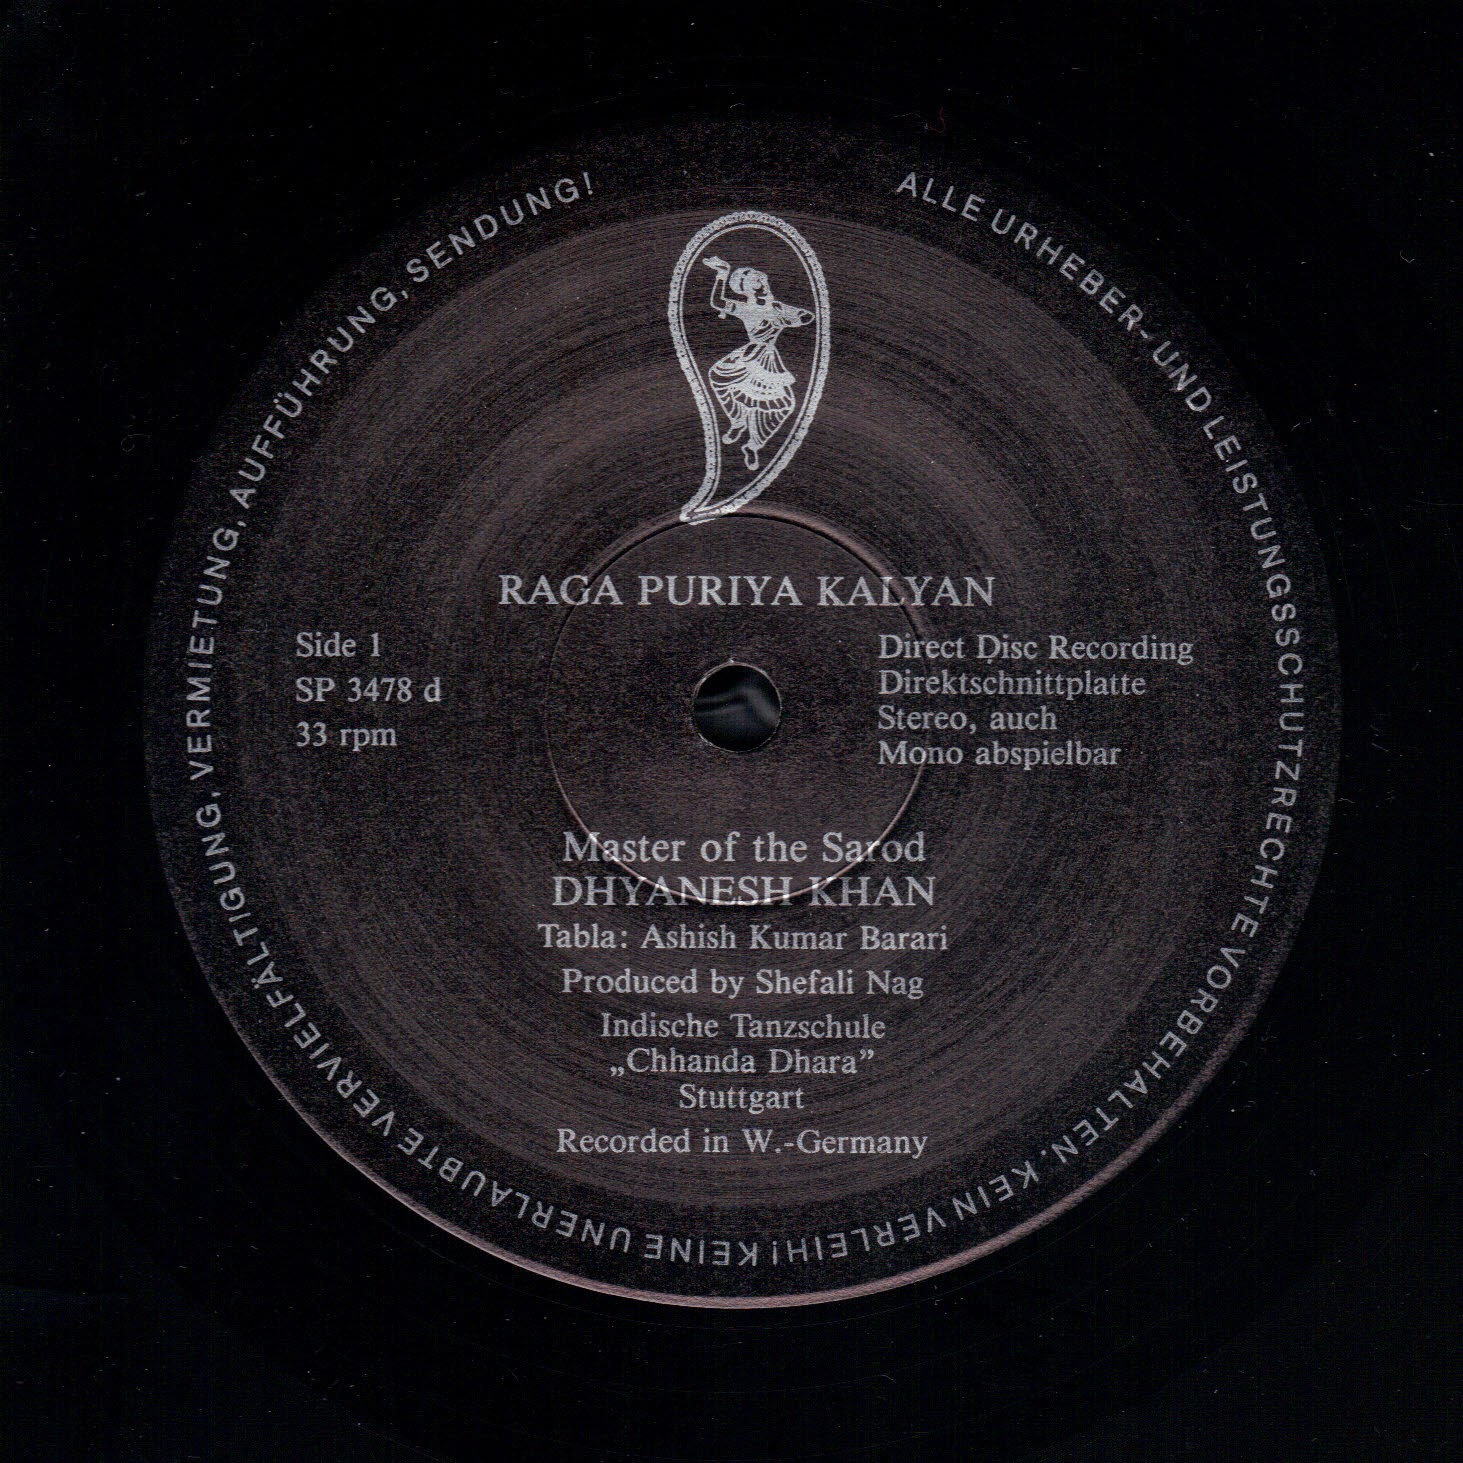 ALLE URHEBER- UND LEISTUNGSSCHUTZRECHTE VORBEHALTEN. KEIN VERLEIH! KEINE UNERLAUBTE VERVIELFÄLTIGUNG, VERMIETUNG, AUFFÜHRUNG, SENDUNG!
RAGA PURIYA KALYAN
Side 1
SP 3478 d
33 rpm
Direct Disc Recording
Direktschnittplatte
Stereo, auch
Mono abspielbar
Master of the Sarod
DHYANESH KHAN
Tabla: Ashish Kumar Barari
Produced by Shefali Nag
Indische Tanzschule
„Chhanda Dhara”
Stuttgart
Recorded in W.-Germany